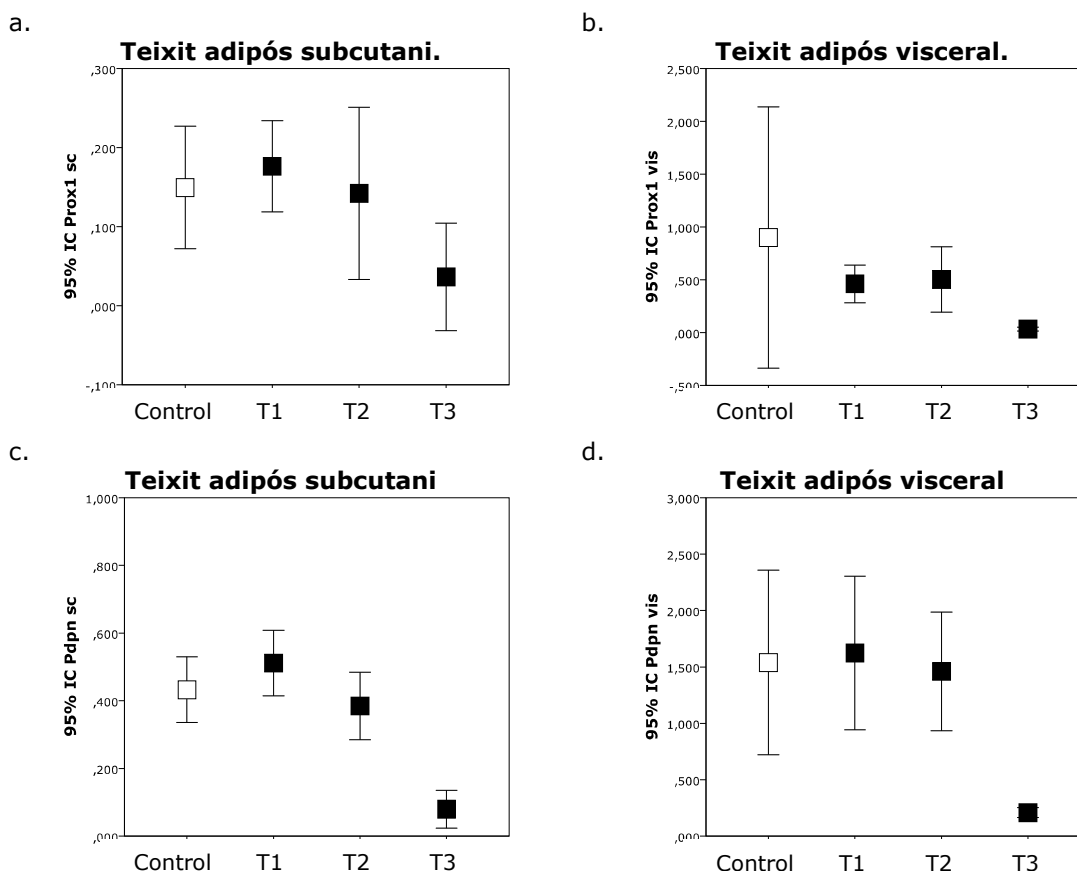 a.
Teixit adipós subcutani.
95% IC Prox1 sc
,300
,200
,100
,000
-,100
Control T1 T2 T3
b.
Teixit adipós visceral.
95% IC Prox1 vis
2,500
2,000
1,500
1,000
,500
,000
-,500
Control T1 T2 T3
c.
Teixit adipós subcutani
95% IC Pdpn sc
1,000
,800
,600
,400
,200
,000
Control T1 T2 T3
d.
Teixit adipós visceral
95% IC Pdpn vis
3,000
2,500
2,000
1,500
1,000
,500
,000
Control T1 T2 T3